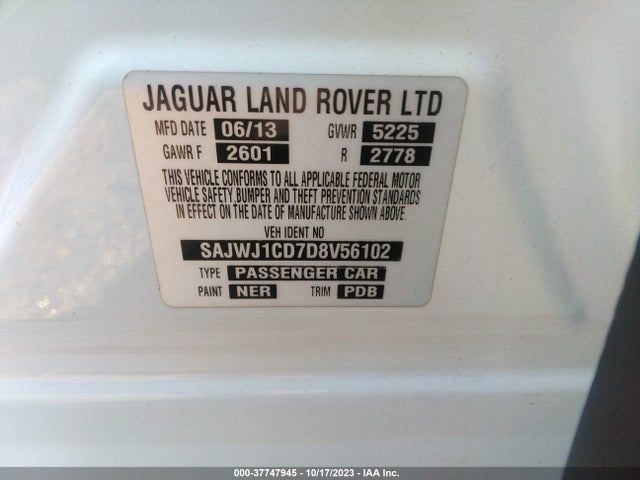 JAGUAR LAND ROVER LTD
MFD DATE 06/13 GVWR 5225
GAWR F 2601 R 2778
THIS VEHICLE CONFORMS TO ALL APPLICABLE FEDERAL MOTOR
VEHICLE SAFETY, BUMPER AND THEFT PREVENTION STANDARDS
IN EFFECT ON THE DATE OF MANUFACTURE SHOWN ABOVE.
VEH IDENT NO
SAJWJ1CD7D8V56102
TYPE PASSENGER CAR
PAINT NER TRIM PDB
000-37747945 - 10/17/2023 - IAA Inc.